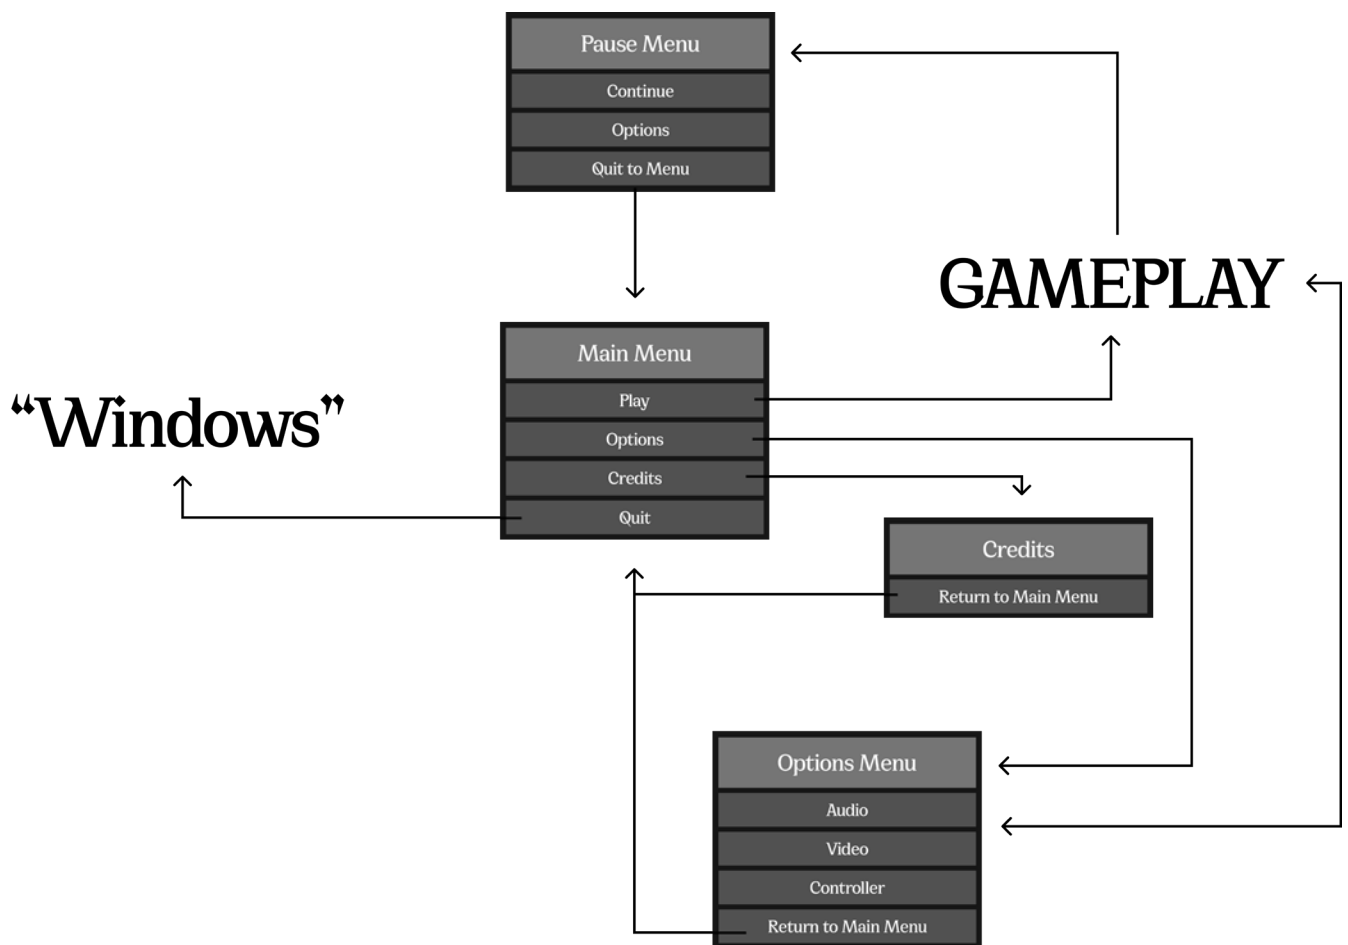 Pause Menu
Continue
Options
Quit to Menu
GAMEPLAY
Main Menu
Play
Options
Credits
Quit
“Windows”
Credits
Return to Main Menu
Options Menu
Audio
Video
Controller
Return to Main Menu